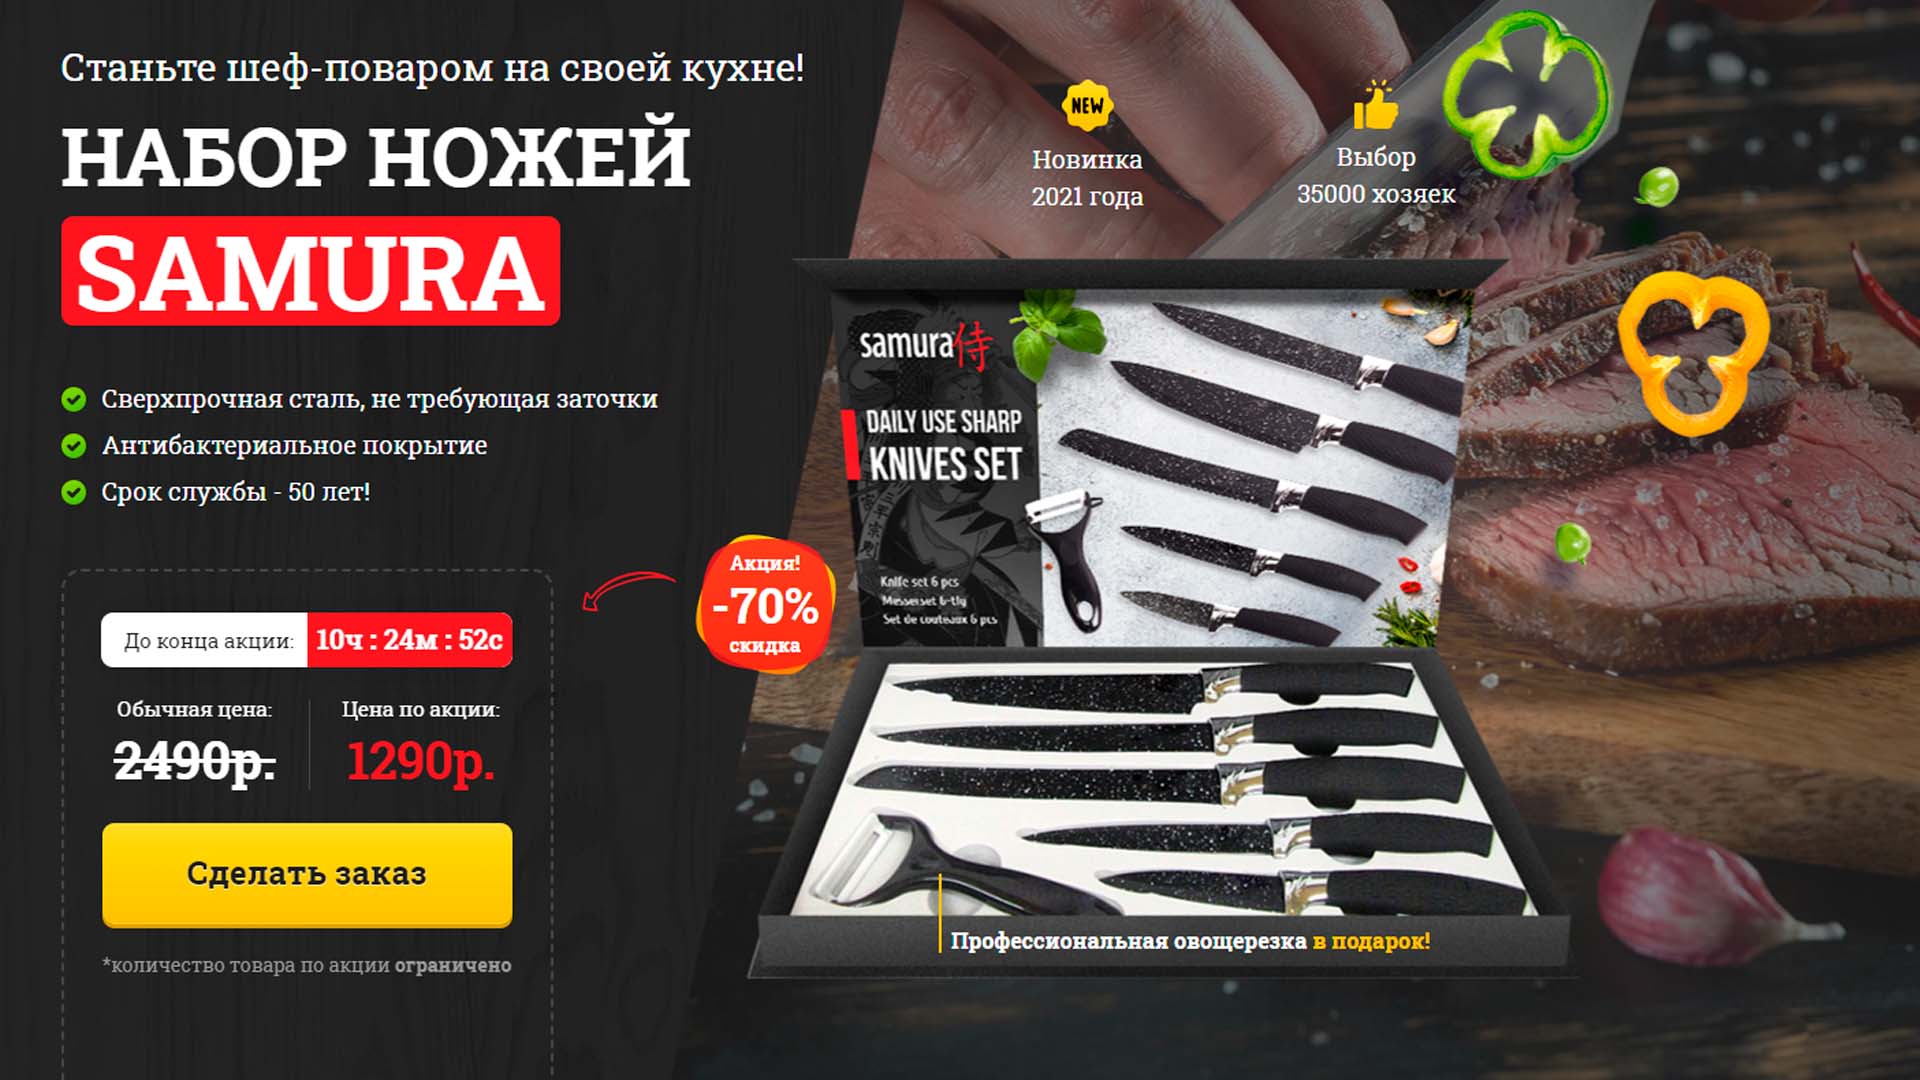 Станьте шеф-поваром на своей кухне!
НАБОР НОЖЕЙ
SAMURA
Сверхпрочная сталь, не требующая заточки
Антибактериальное покрытие
Срок службы - 50 лет!
До конца акции: 10ч : 24м : 52с
Обычная цена:
2490р.
Цена по акции:
1290р.
Сделать заказ
*количество товара по акции ограничено
Акция!
-70%
скидка
NEW
Новинка
2021 года
Выбор
35000 хозяек
samura侍
DAILY USE SHARP
KNIVES SET
Knife set 6 pcs
Messerset 6-tlg
Set de couteaux 6 pcs
Профессиональная овощерезка в подарок!